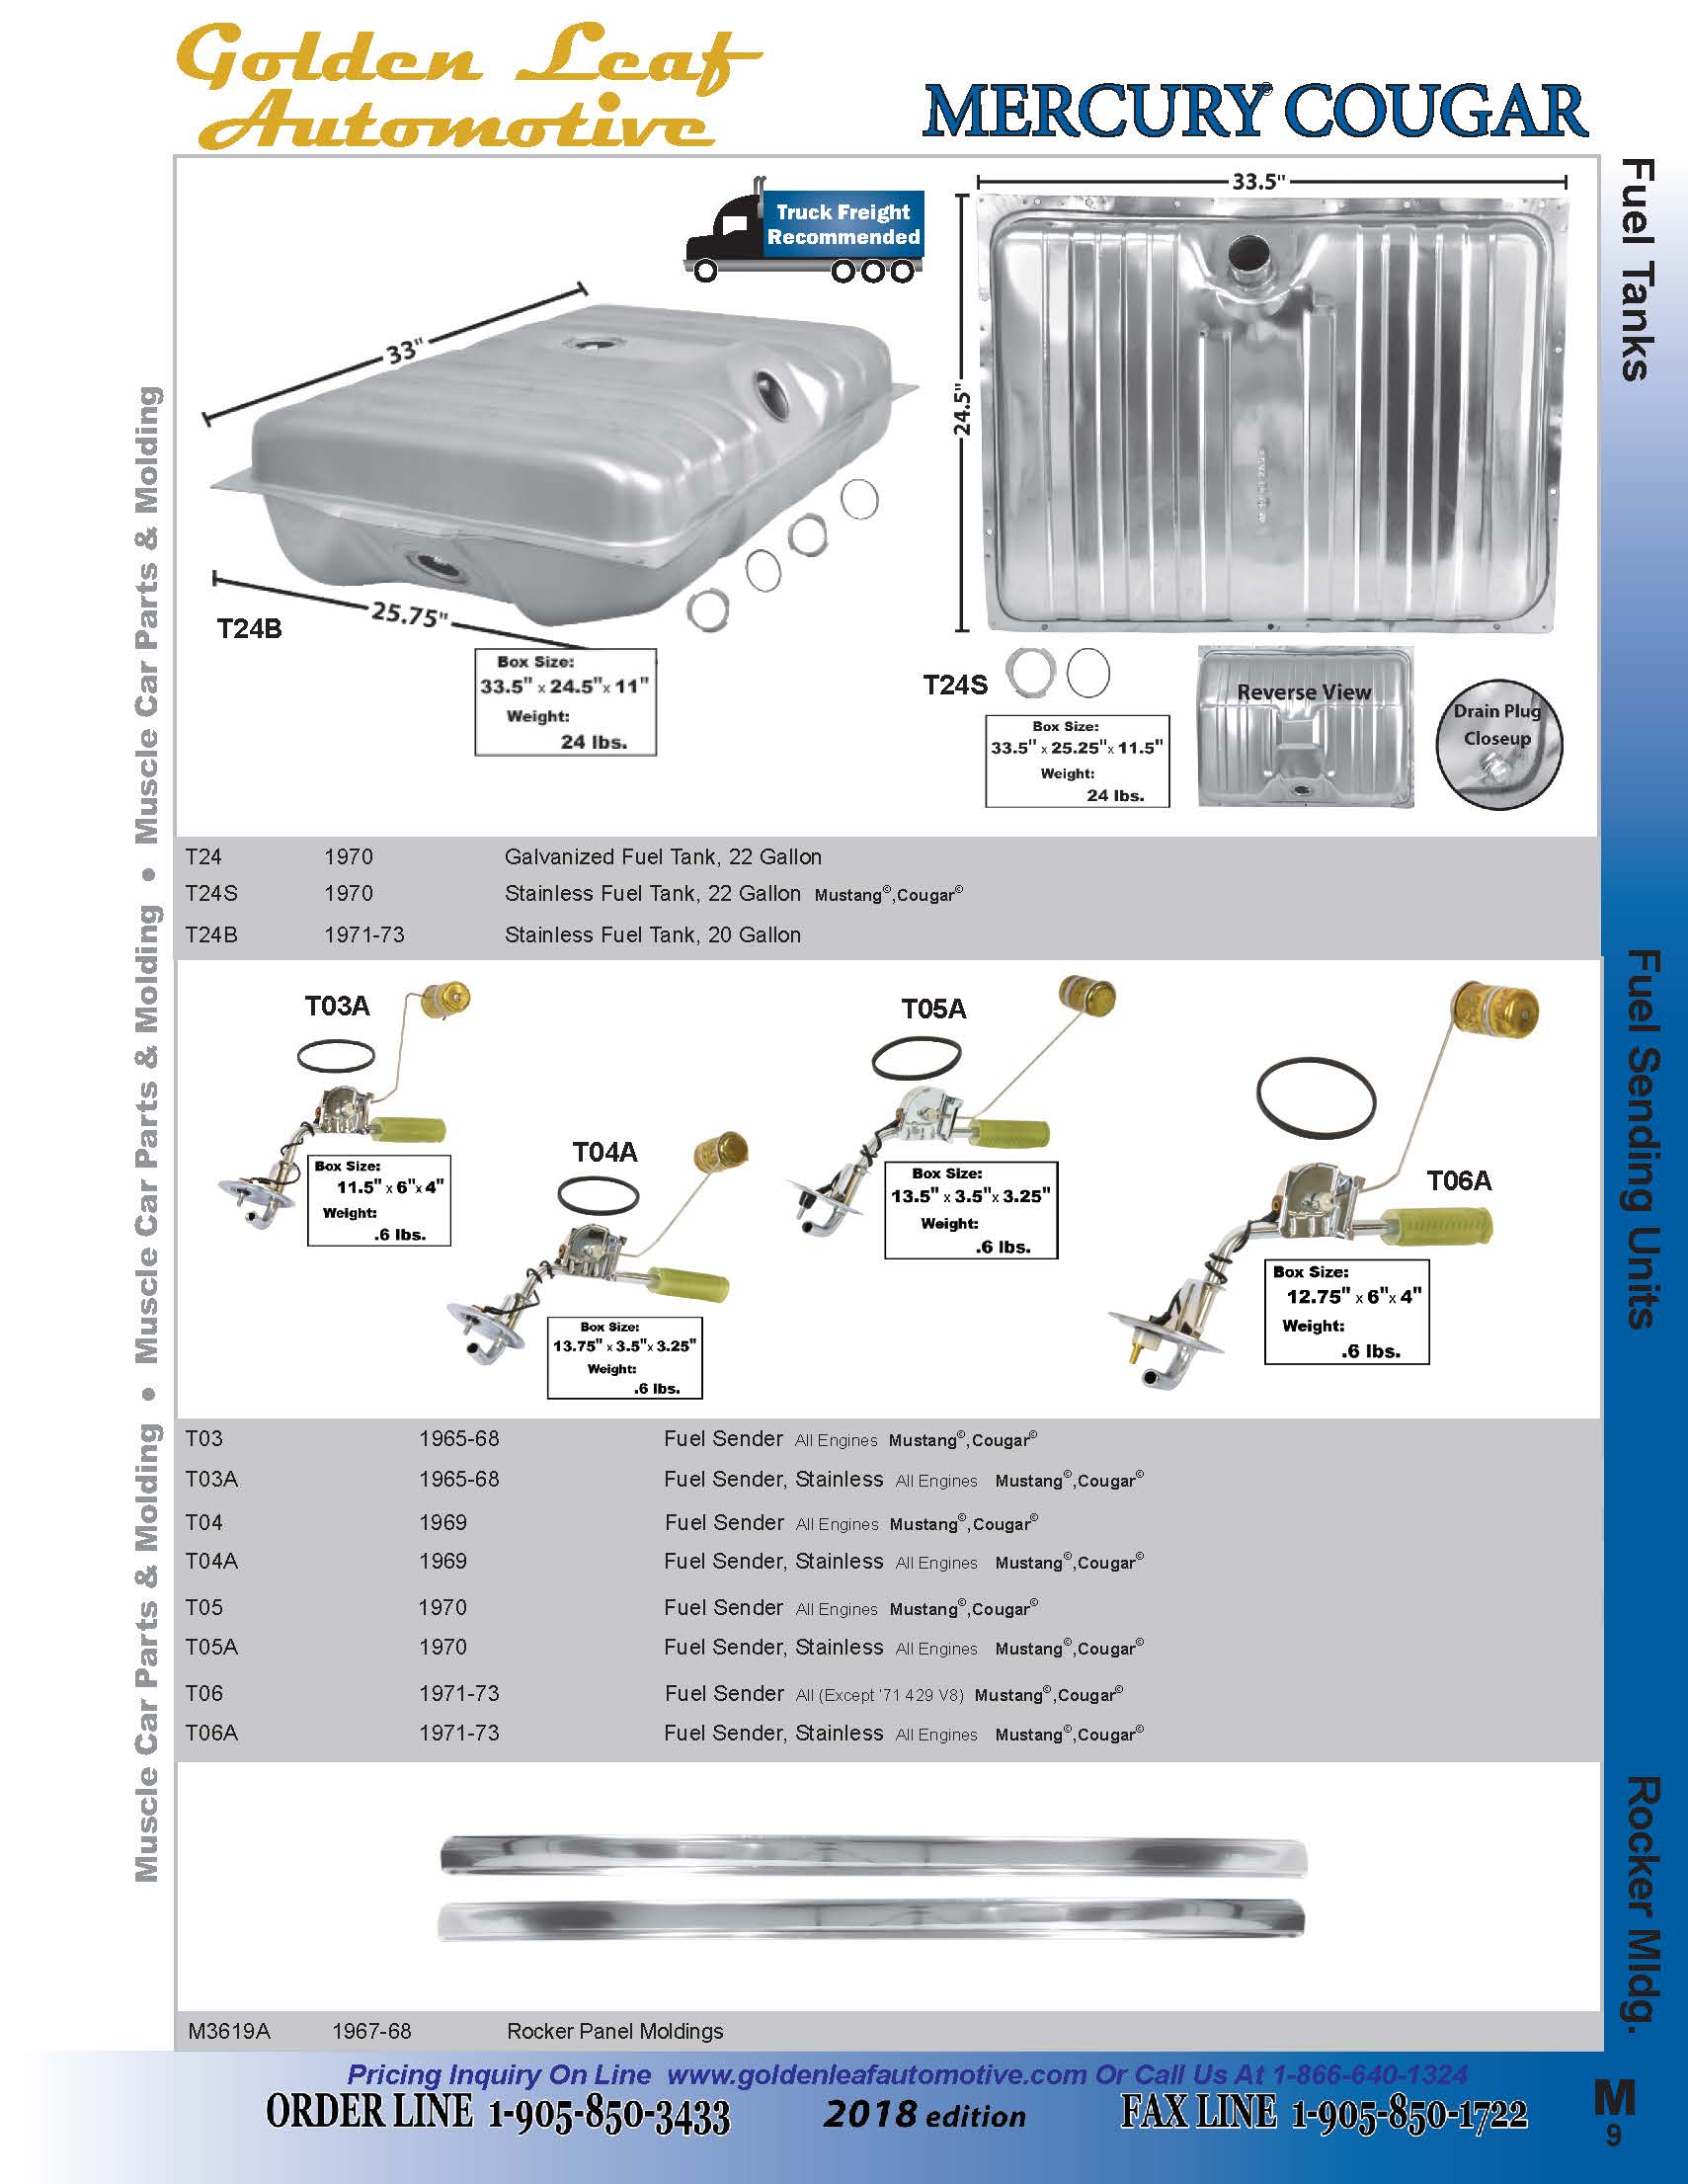 Golden Leaf
Automotive
MERCURY® COUGAR
Fuel Tanks
Truck Freight
Recommended
33"
25.75"
T24B
Box Size:
33.5" x 24.5"x 11"
Weight:
24 lbs.
33.5"
24.5"
T24S
Box Size:
33.5" x 25.25"x 11.5"
Weight:
24 lbs.
Reverse View
Drain Plug
Closeup
T24 1970 Galvanized Fuel Tank, 22 Gallon
T24S 1970 Stainless Fuel Tank, 22 Gallon Mustang©,Cougar©
T24B 1971-73 Stainless Fuel Tank, 20 Gallon
Fuel Sending Units
T03A
Box Size:
11.5" x 6"x 4"
Weight:
.6 lbs.
T04A
Box Size:
13.75" x 3.5"x 3.25"
Weight:
.6 lbs.
T05A
Box Size:
13.5" x 3.5"x 3.25"
Weight:
.6 lbs.
T06A
Box Size:
12.75" x 6"x 4"
Weight:
.6 lbs.
T03 1965-68 Fuel Sender All Engines Mustang©,Cougar©
T03A 1965-68 Fuel Sender, Stainless All Engines Mustang©,Cougar©
T04 1969 Fuel Sender All Engines Mustang©,Cougar©
T04A 1969 Fuel Sender, Stainless All Engines Mustang©,Cougar©
T05 1970 Fuel Sender All Engines Mustang©,Cougar©
T05A 1970 Fuel Sender, Stainless All Engines Mustang©,Cougar©
T06 1971-73 Fuel Sender All (Except '71 429 V8) Mustang©,Cougar©
T06A 1971-73 Fuel Sender, Stainless All Engines Mustang©,Cougar©
Rocker Mldg.
M3619A 1967-68 Rocker Panel Moldings
Muscle Car Parts & Molding • Muscle Car Parts & Molding • Muscle Car Parts & Molding
Pricing Inquiry On Line www.goldenleafautomotive.com Or Call Us At 1-866-640-1324
ORDER LINE 1-905-850-3433 2018 edition FAX LINE 1-905-850-1722
M
9